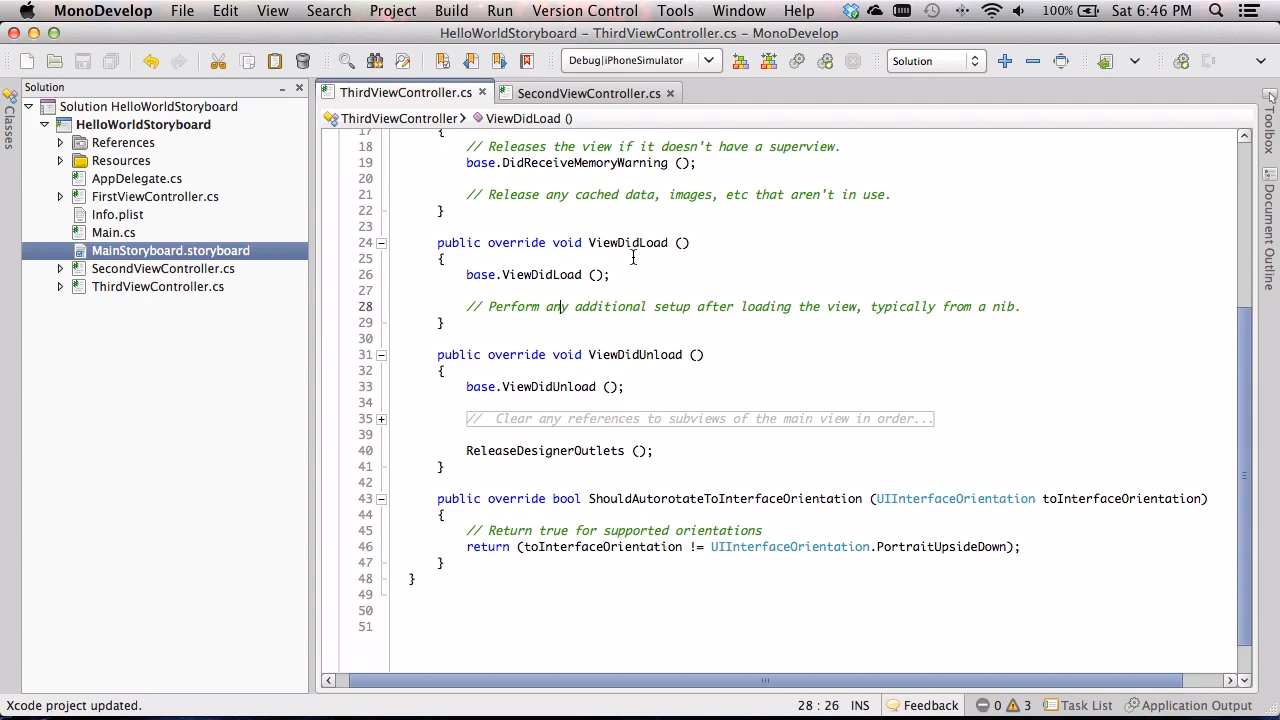 MonoDevelop File Edit View Search Project Build Run Version Control Tools Window Help 100% Sat 6:46 PM
HelloWorldStoryboard - ThirdViewController.cs - MonoDevelop
Debug|iPhoneSimulator Solution
Solution
Solution HelloWorldStoryboard
HelloWorldStoryboard
References
Resources
AppDelegate.cs
FirstViewController.cs
Info.plist
Main.cs
MainStoryboard.storyboard
SecondViewController.cs
ThirdViewController.cs
Classes
ThirdViewController.cs SecondViewController.cs
ThirdViewController ViewDidLoad ()
17 {
18 // Releases the view if it doesn't have a superview.
19 base.DidReceiveMemoryWarning ();
20
21 // Release any cached data, images, etc that aren't in use.
22 }
23
24 public override void ViewDidLoad ()
25 {
26 base.ViewDidLoad ();
27
28 // Perform any additional setup after loading the view, typically from a nib.
29 }
30
31 public override void ViewDidUnload ()
32 {
33 base.ViewDidUnload ();
34
35 // Clear any references to subviews of the main view in order...
39
40 ReleaseDesignerOutlets ();
41 }
42
43 public override bool ShouldAutorotateToInterfaceOrientation (UIInterfaceOrientation toInterfaceOrientation)
44 {
45 // Return true for supported orientations
46 return (toInterfaceOrientation != UIInterfaceOrientation.PortraitUpsideDown);
47 }
48 }
49
50
51
Toolbox
Document Outline
Xcode project updated. 28 : 26 INS Feedback 0 3 Task List Application Output